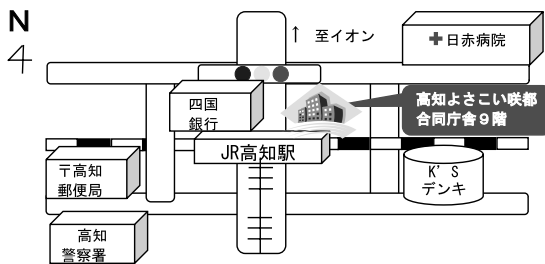 N
↑ 至イオン
日赤病院
四国
銀行
高知よさこい咲都
合同庁舎９階
JR高知駅
〒高知
郵便局
K’S
デンキ
高知
警察署